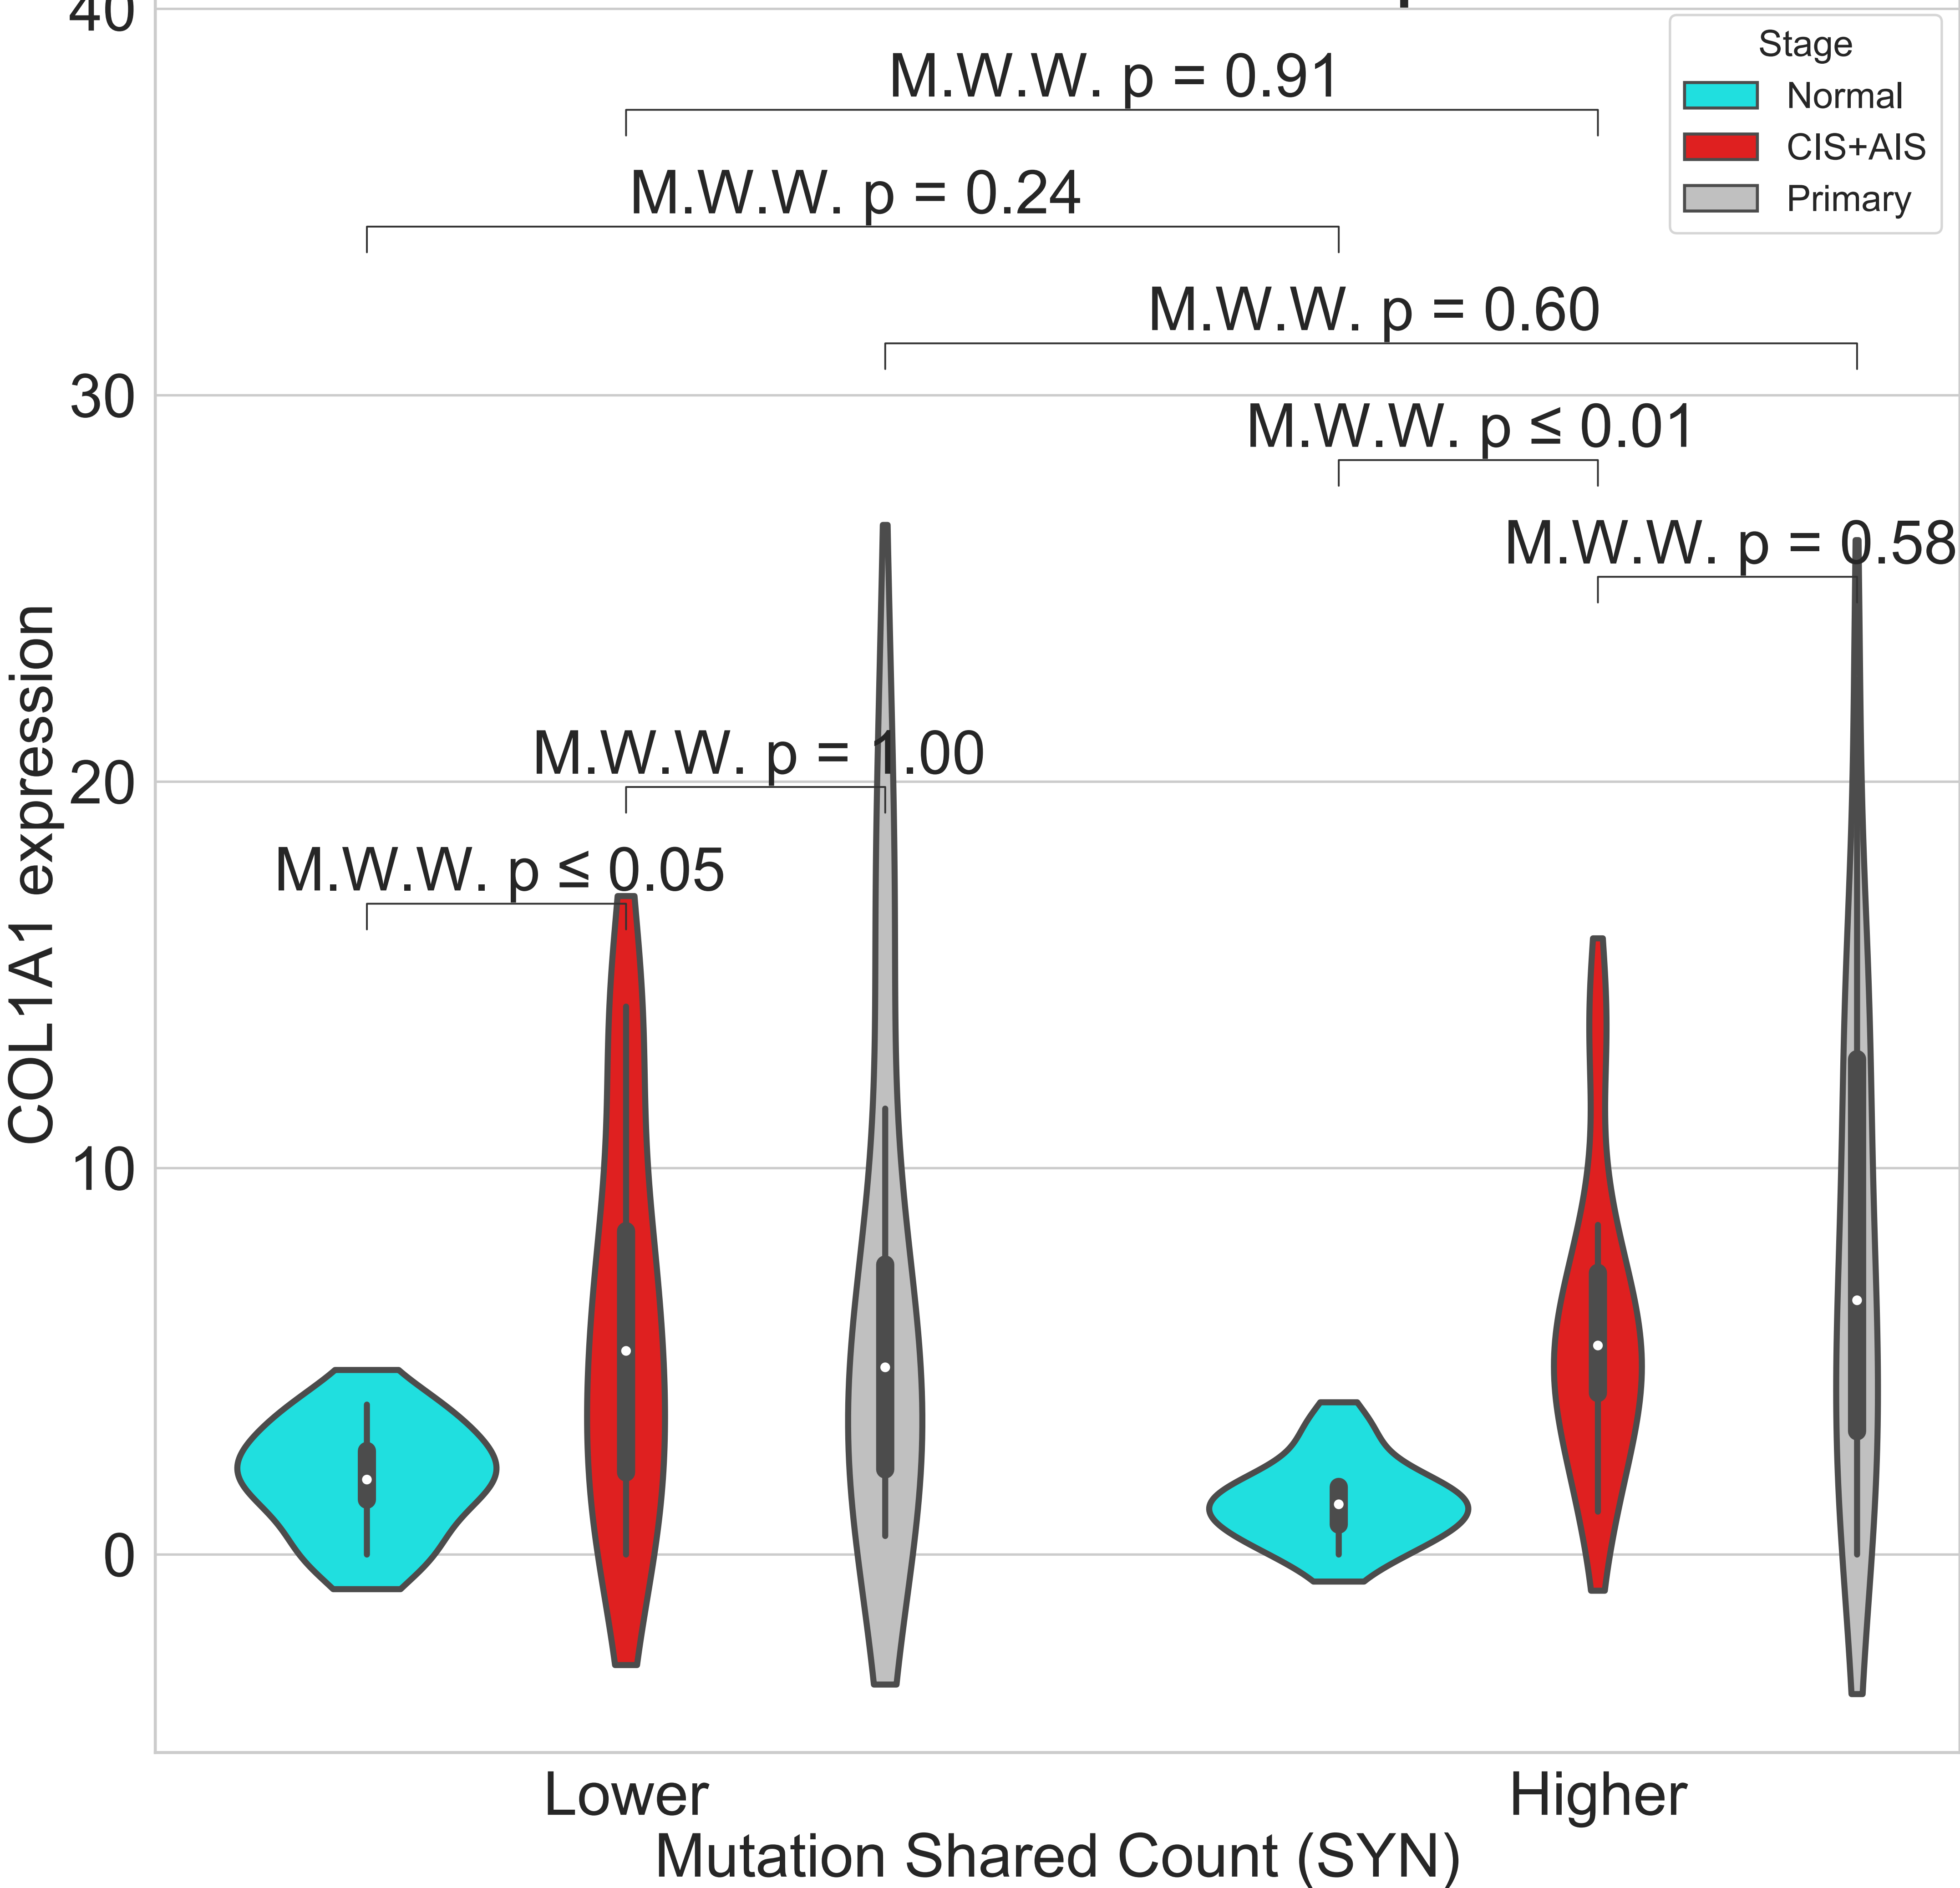 40
M.W.W. p = 0.91
Stage
Normal
CIS+AIS
Primary
M.W.W. p = 0.24
M.W.W. p = 0.60
30
M.W.W. p ≤ 0.01
M.W.W. p = 0.58
COL1A1 expression
20
M.W.W. p = 1.00
M.W.W. p ≤ 0.05
10
0
Lower
Higher
Mutation Shared Count (SYN)